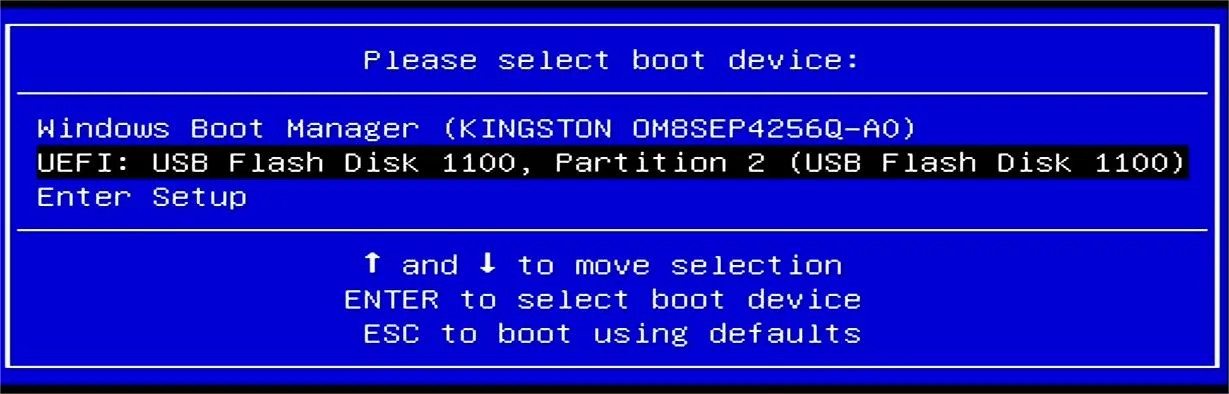 Please select boot device:
Windows Boot Manager (KINGSTON OM8SEP4256Q-A0)
UEFI: USB Flash Disk 1100, Partition 2 (USB Flash Disk 1100)
Enter Setup
↑ and ↓ to move selection
ENTER to select boot device
ESC to boot using defaults